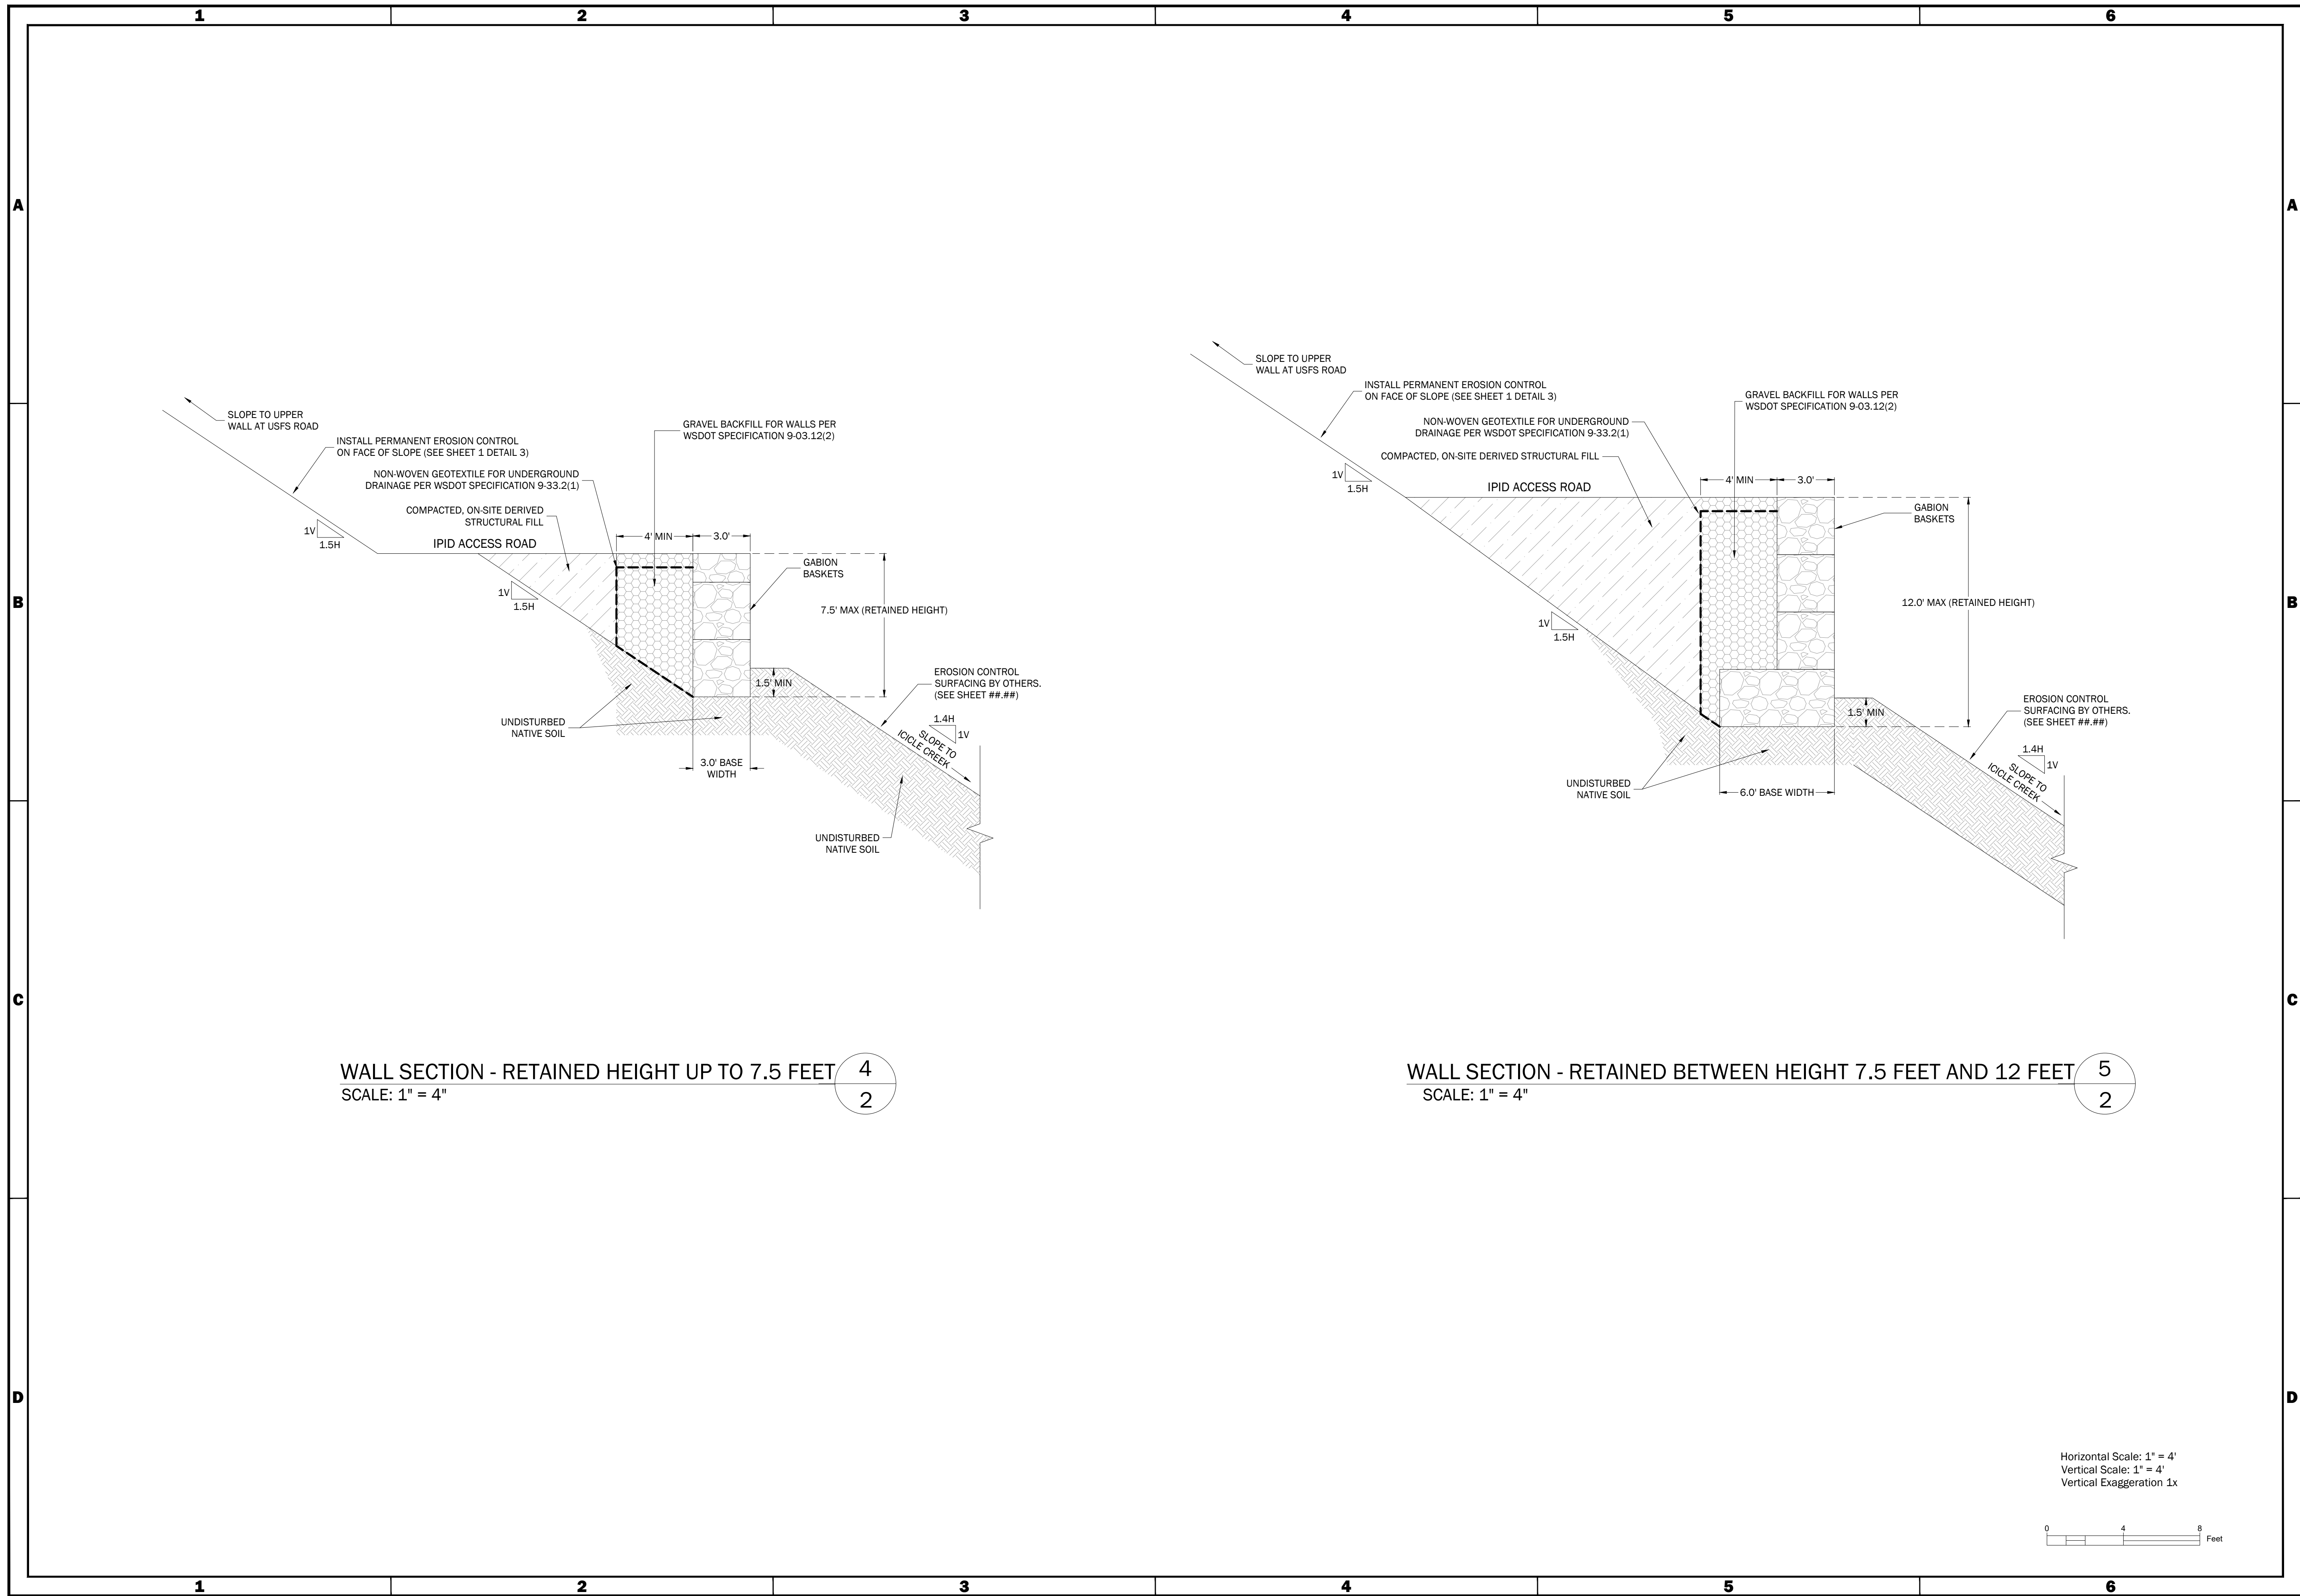 1 2 3 4 5 6
A A
SLOPE TO UPPER
WALL AT USFS ROAD
INSTALL PERMANENT EROSION CONTROL
ON FACE OF SLOPE (SEE SHEET 1 DETAIL 3)
NON-WOVEN GEOTEXTILE FOR UNDERGROUND
DRAINAGE PER WSDOT SPECIFICATION 9-33.2(1)
COMPACTED, ON-SITE DERIVED
STRUCTURAL FILL
IPID ACCESS ROAD
GRAVEL BACKFILL FOR WALLS PER
WSDOT SPECIFICATION 9-03.12(2)
4' MIN
3.0'
1V
1.5H
1V
1.5H
GABION
BASKETS
7.5' MAX (RETAINED HEIGHT)
1.5' MIN
EROSION CONTROL
SURFACING BY OTHERS.
(SEE SHEET ##.##)
1.4H
1V
SLOPE TO
ICICLE CREEK
UNDISTURBED
NATIVE SOIL
3.0' BASE
WIDTH
UNDISTURBED
NATIVE SOIL
WALL SECTION - RETAINED HEIGHT UP TO 7.5 FEET
SCALE: 1" = 4"
4
2
SLOPE TO UPPER
WALL AT USFS ROAD
INSTALL PERMANENT EROSION CONTROL
ON FACE OF SLOPE (SEE SHEET 1 DETAIL 3)
NON-WOVEN GEOTEXTILE FOR UNDERGROUND
DRAINAGE PER WSDOT SPECIFICATION 9-33.2(1)
COMPACTED, ON-SITE DERIVED STRUCTURAL FILL
IPID ACCESS ROAD
GRAVEL BACKFILL FOR WALLS PER
WSDOT SPECIFICATION 9-03.12(2)
4' MIN
3.0'
1V
1.5H
1V
1.5H
GABION
BASKETS
12.0' MAX (RETAINED HEIGHT)
1.5' MIN
EROSION CONTROL
SURFACING BY OTHERS.
(SEE SHEET ##.##)
1.4H
1V
SLOPE TO
ICICLE CREEK
UNDISTURBED
NATIVE SOIL
6.0' BASE WIDTH
WALL SECTION - RETAINED BETWEEN HEIGHT 7.5 FEET AND 12 FEET
SCALE: 1" = 4"
5
2
B B
C C
D D
Horizontal Scale: 1" = 4'
Vertical Scale: 1" = 4'
Vertical Exaggeration 1x
0 4 8
Feet
1 2 3 4 5 6